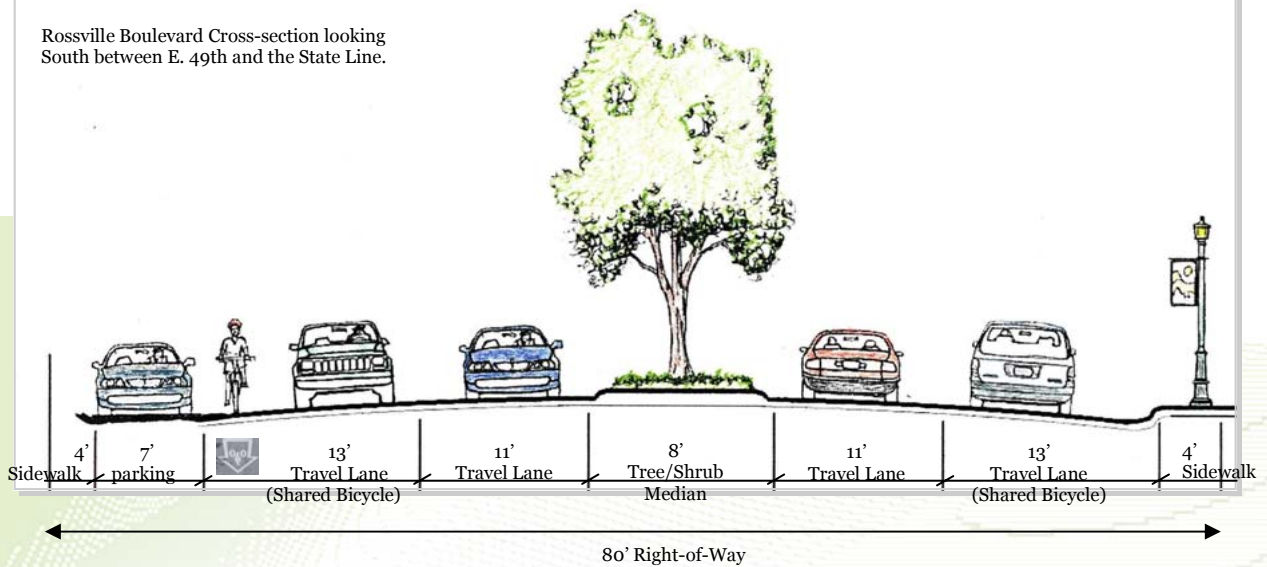 Rossville Boulevard Cross-section looking
South between E. 49th and the State Line.
4’
Sidewalk
7’
parking
13’
Travel Lane
(Shared Bicycle)
11’
Travel Lane
8’
Tree/Shrub
Median
11’
Travel Lane
13’
Travel Lane
(Shared Bicycle)
4’
Sidewalk
80’ Right-of-Way